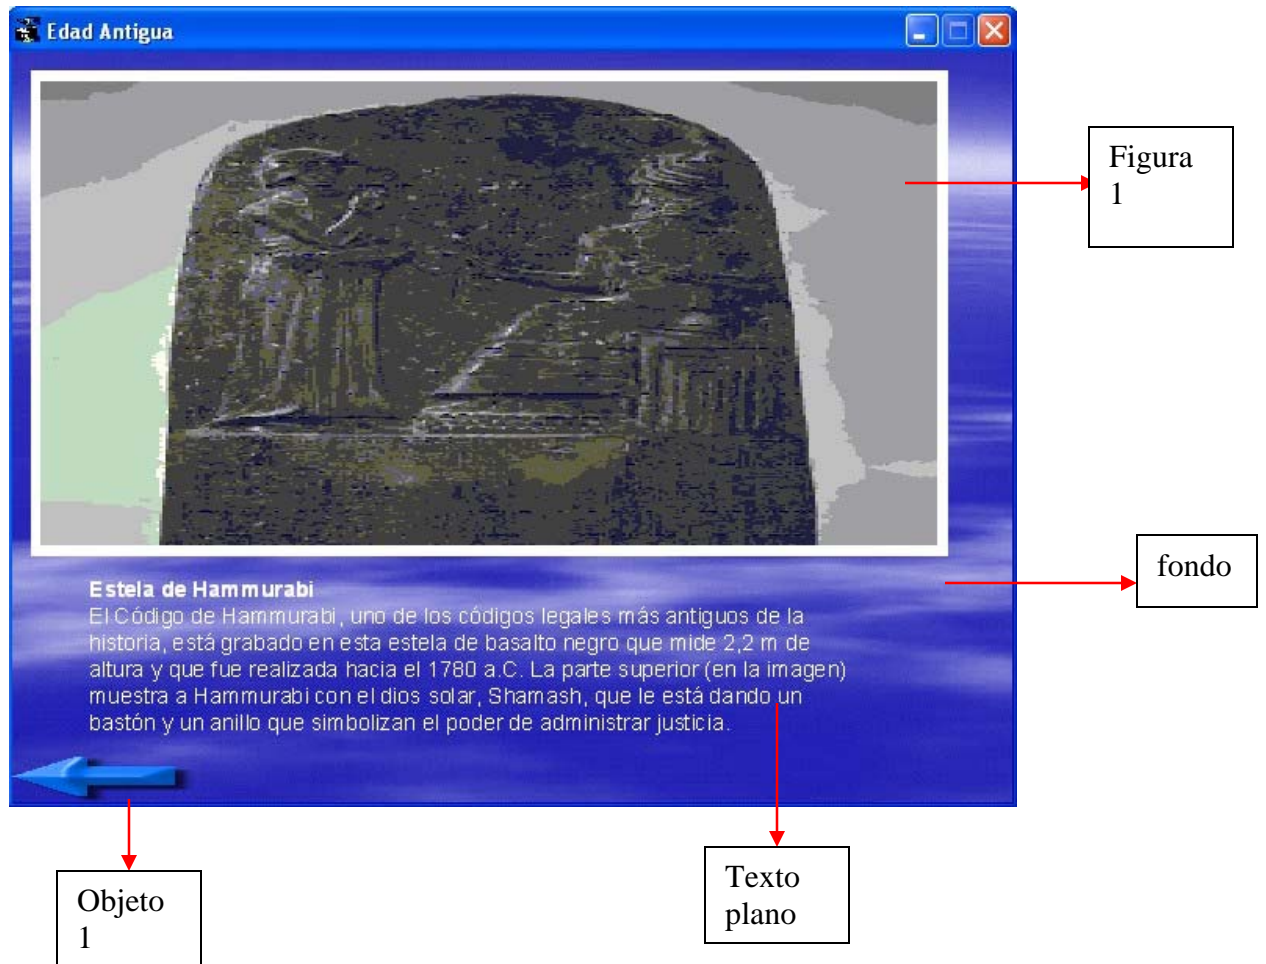 Edad Antigua
Figura
1
fondo
Estela de Hammurabi
El Código de Hammurabi, uno de los códigos legales más antiguos de la
historia, está grabado en esta estela de basalto negro que mide 2,2 m de
altura y que fue realizada hacia el 1780 a.C. La parte superior (en la imagen)
muestra a Hammurabi con el dios solar, Shamash, que le está dando un
bastón y un anillo que simbolizan el poder de administrar justicia.
Texto
plano
Objeto
1